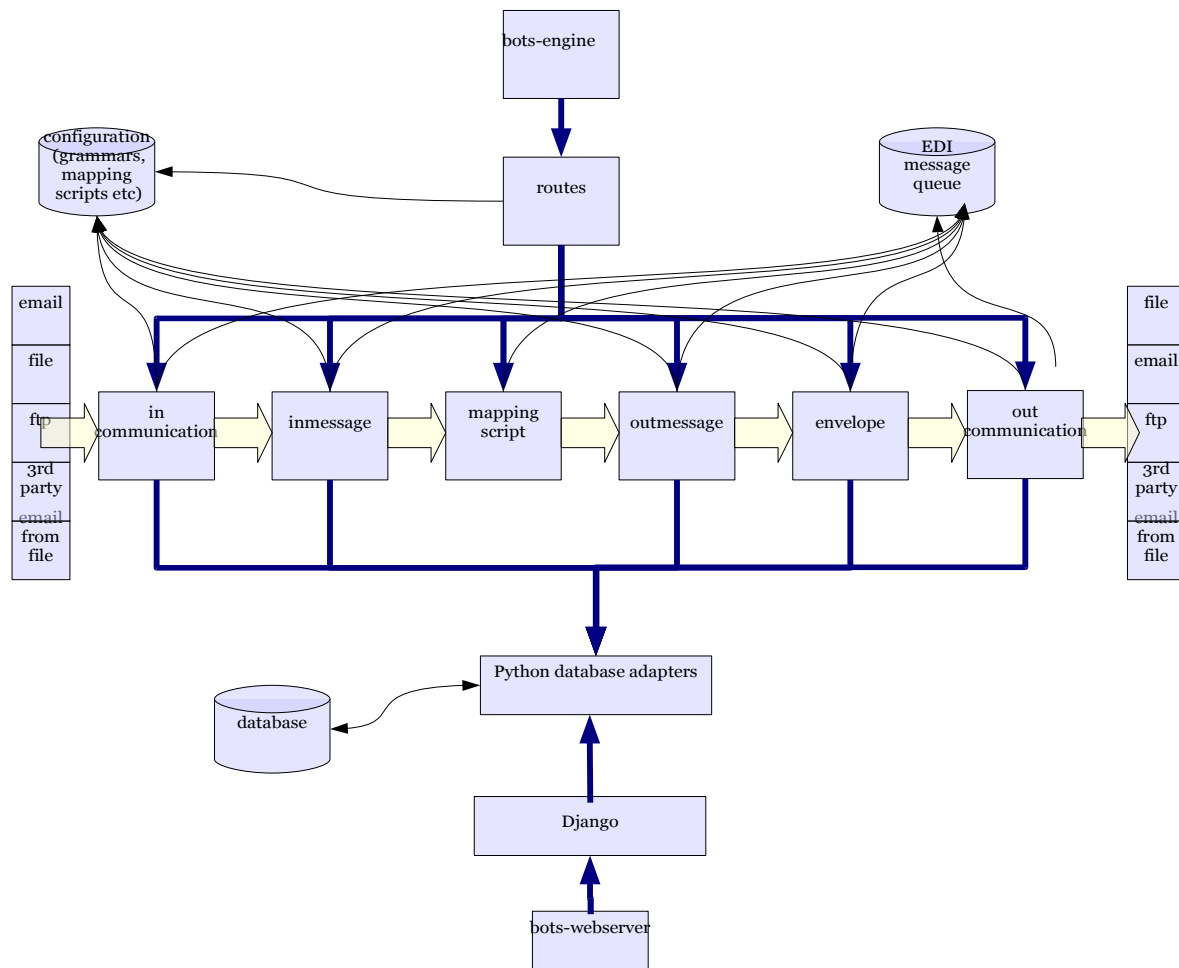 bots-engine
configuration
(grammars,
mapping
scripts etc)
EDI
message
queue
routes
email
file
ftp
3rd
party
email
from
file
in
communication
inmessage
mapping
script
outmessage
envelope
out
communication
file
email
ftp
3rd
party
email
from
file
Python database adapters
database
Django
bots-webserver